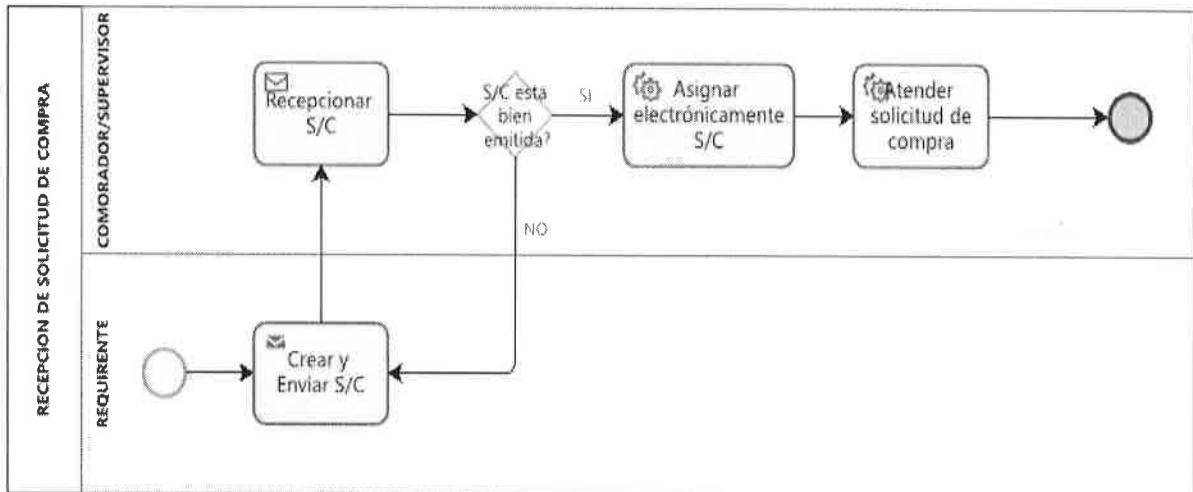 RECEPCION DE SOLICITUD DE COMPRA
COMORADOR/SUPERVISOR
Recepcionar
S/C
S/C esta
bien
emitida?
SI
Asignar
electrónicamente
S/C
Atender
solicitud de
compra
NO
REQUIRENTE
Crear y
Enviar S/C